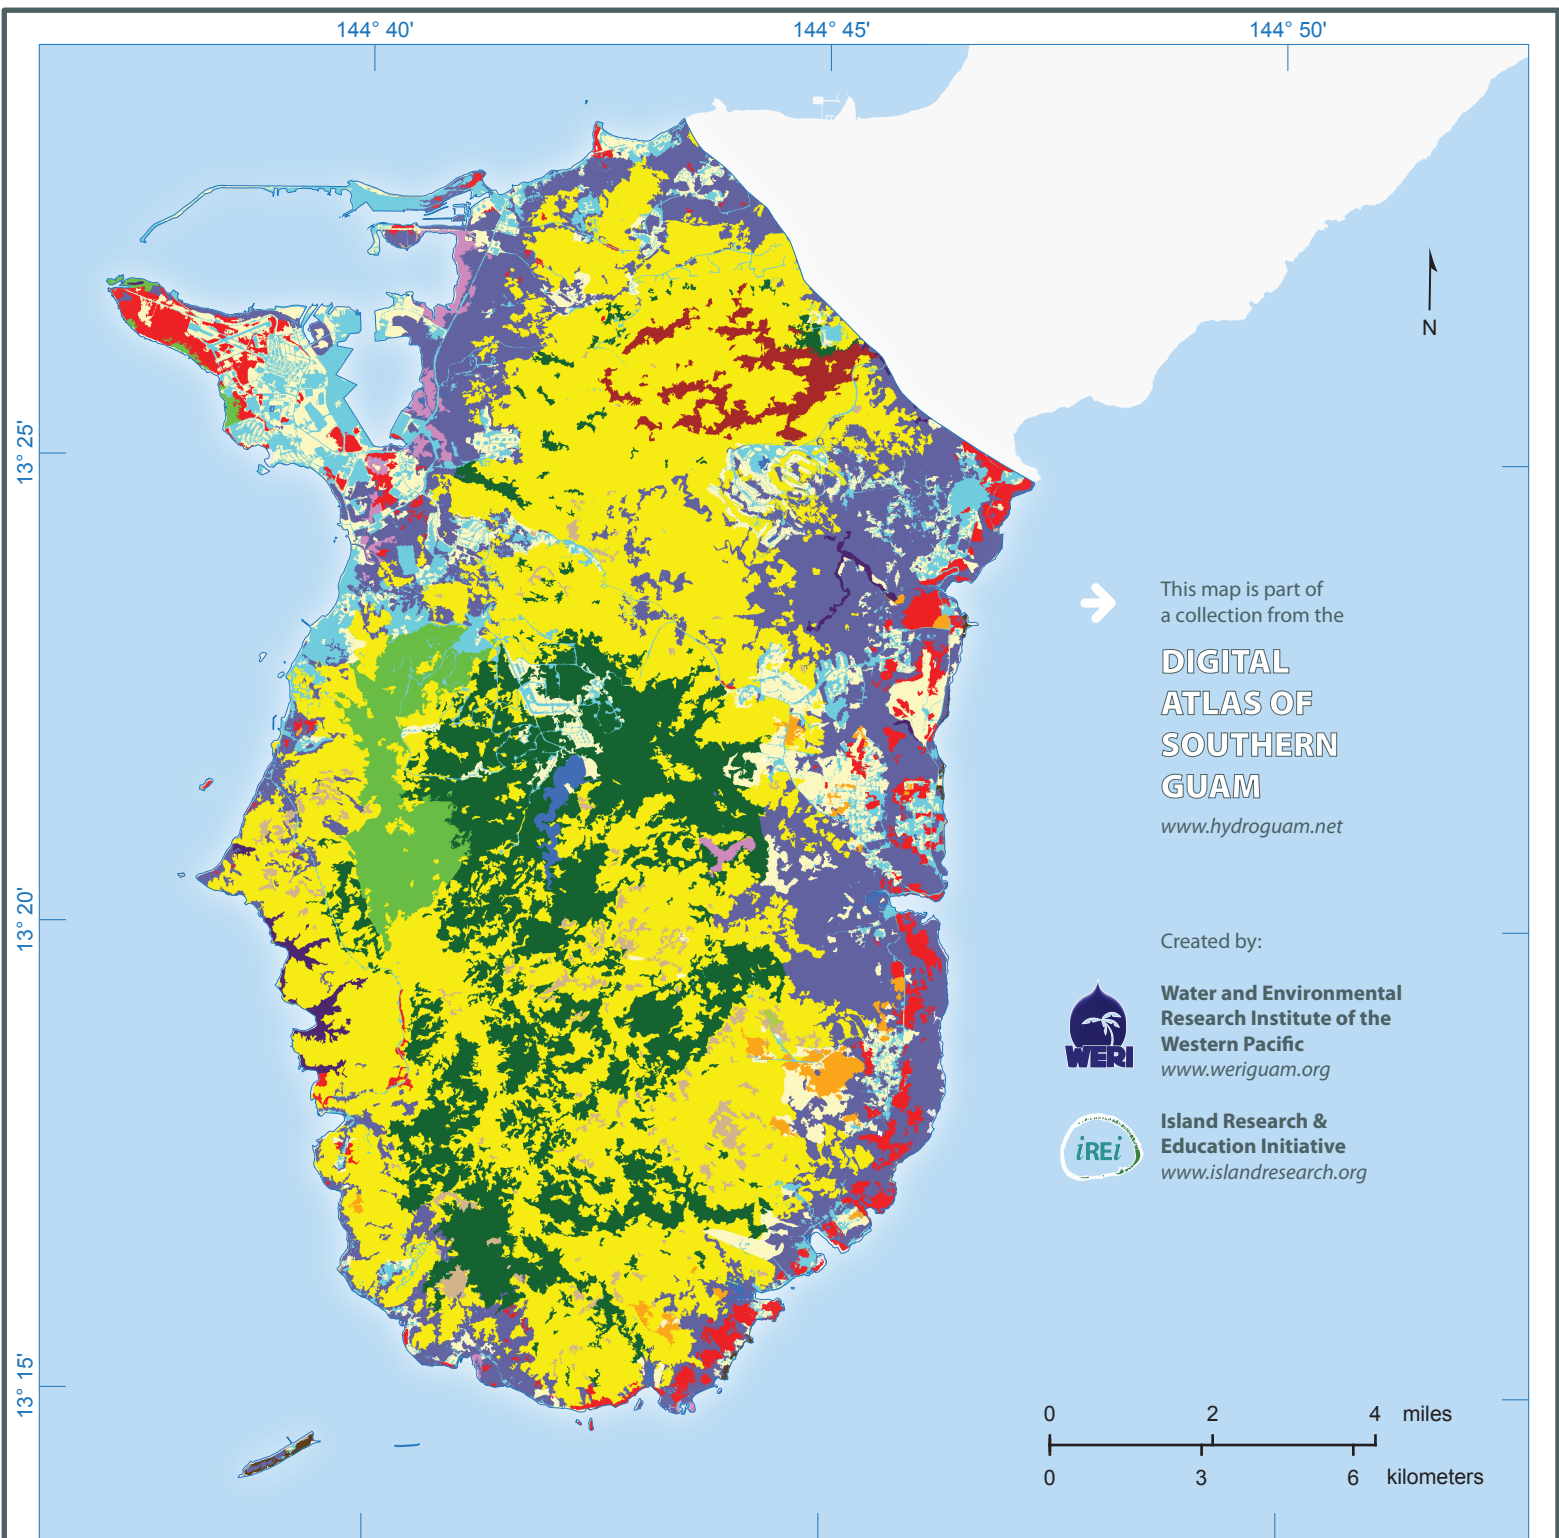 144° 40'
144° 45'
144° 50'
13° 25'
N
This map is part of
a collection from the
DIGITAL
ATLAS OF
SOUTHERN
GUAM
www.hydroguam.net
13° 20'
Created by:
WERI
Water and Environmental
Research Institute of the
Western Pacific
www.weriguam.org
iREi
Island Research &
Education Initiative
www.islandresearch.org
13° 15'
0 2 4 miles
0 3 6 kilometers